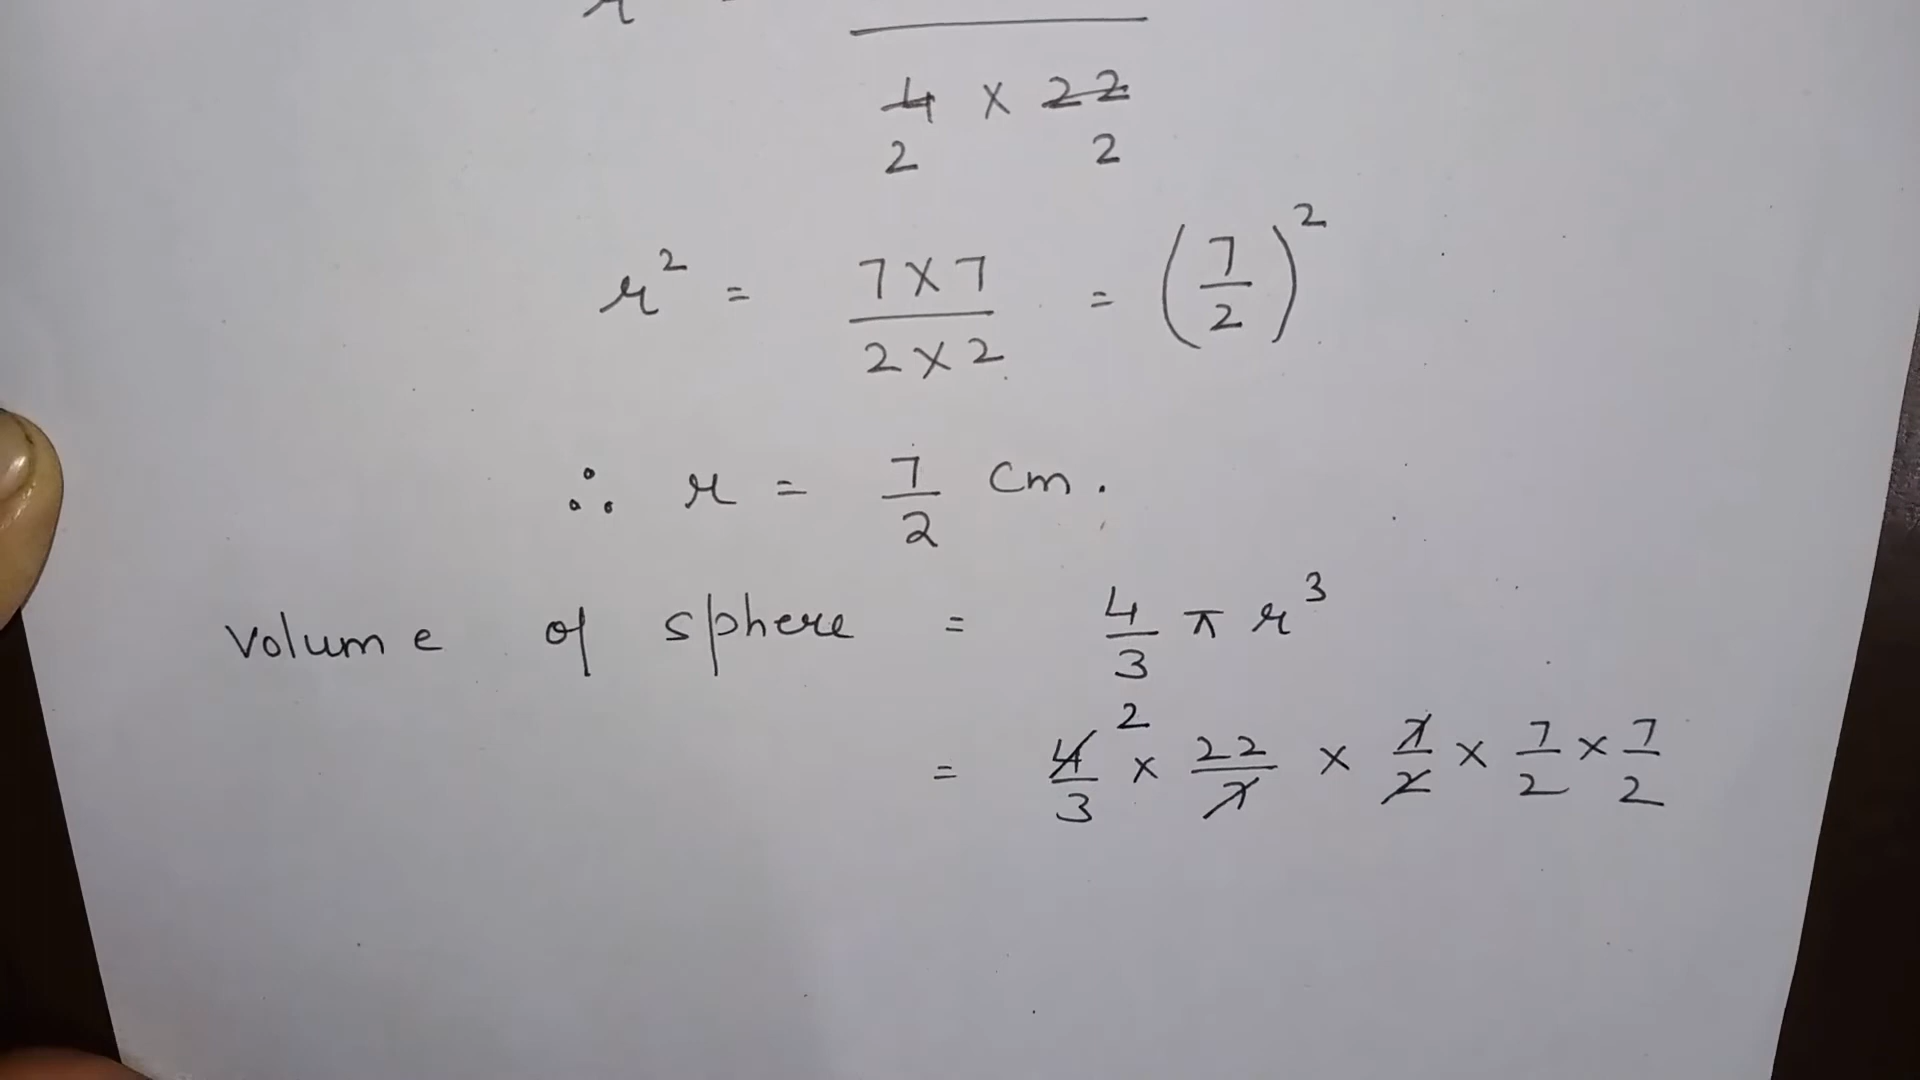 4 × 22
2 2
r² = 7×7/2×2 = (7/2)²
∴ r = 7/2 cm.
Volume of sphere = 4/3 π r³
2
= 4/3 × 22/7 × 7/2 × 7/2 × 7/2